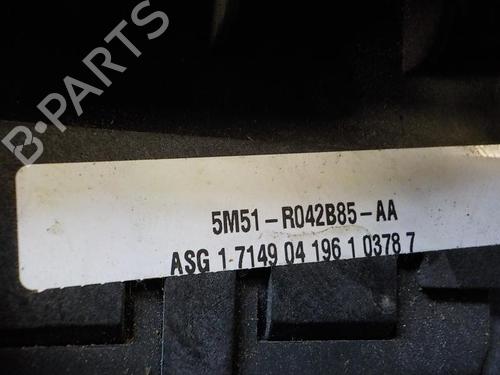 B-PARTS
5M51-R042B85-AA
ASG 1 7149 04 196 1 0378 7